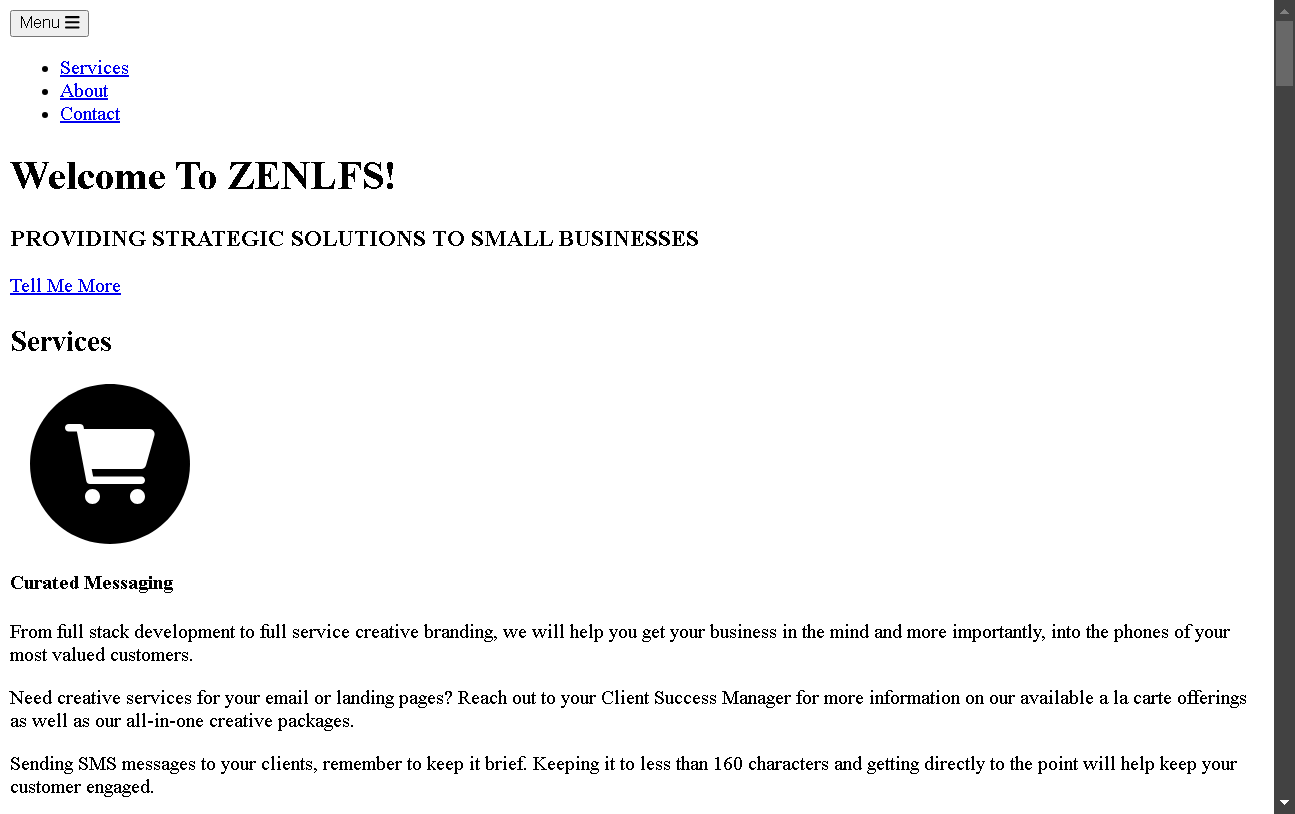 Menu
Services
About
Contact
Welcome To ZENLFS!
PROVIDING STRATEGIC SOLUTIONS TO SMALL BUSINESSES
Tell Me More
Services
Curated Messaging
From full stack development to full service creative branding, we will help you get your business in the mind and more importantly, into the phones of your
most valued customers.
Need creative services for your email or landing pages? Reach out to your Client Success Manager for more information on our available a la carte offerings
as well as our all-in-one creative packages.
Sending SMS messages to your clients, remember to keep it brief. Keeping it to less than 160 characters and getting directly to the point will help keep your
customer engaged.